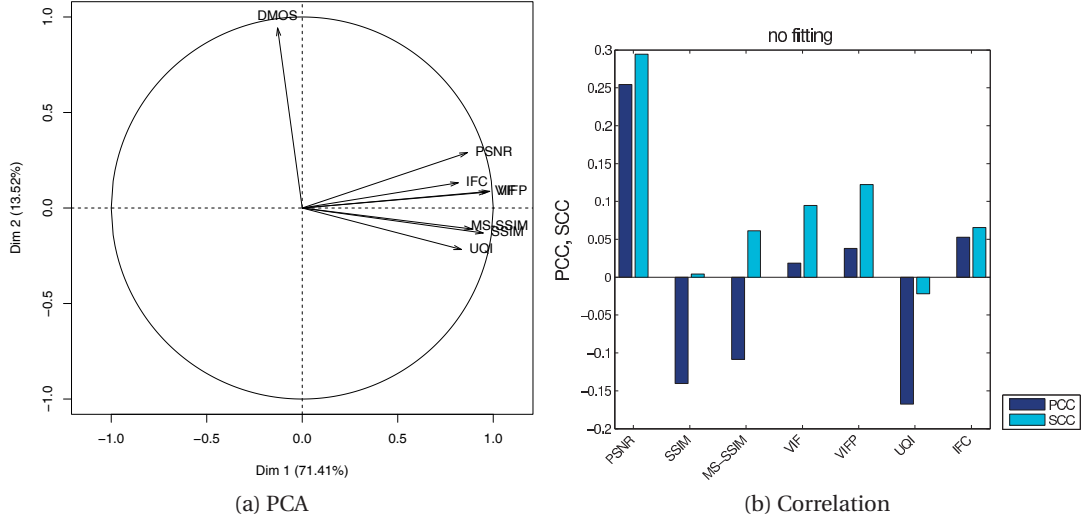 DMOS
PSNR
IFC
VIFP
MS-SSIM
SSIM
UQI
1.0
0.5
0.0
−0.5
−1.0
Dim 2 (13.52%)
−1.0
−0.5
0.0
0.5
1.0
Dim 1 (71.41%)
(a) PCA
no fitting
0.3
0.25
0.2
0.15
0.1
0.05
0
−0.05
−0.1
−0.15
−0.2
PCC, SCC
PSNR
SSIM
MS−SSIM
VIF
VIFP
UQI
IFC
PCC
SCC
(b) Correlation